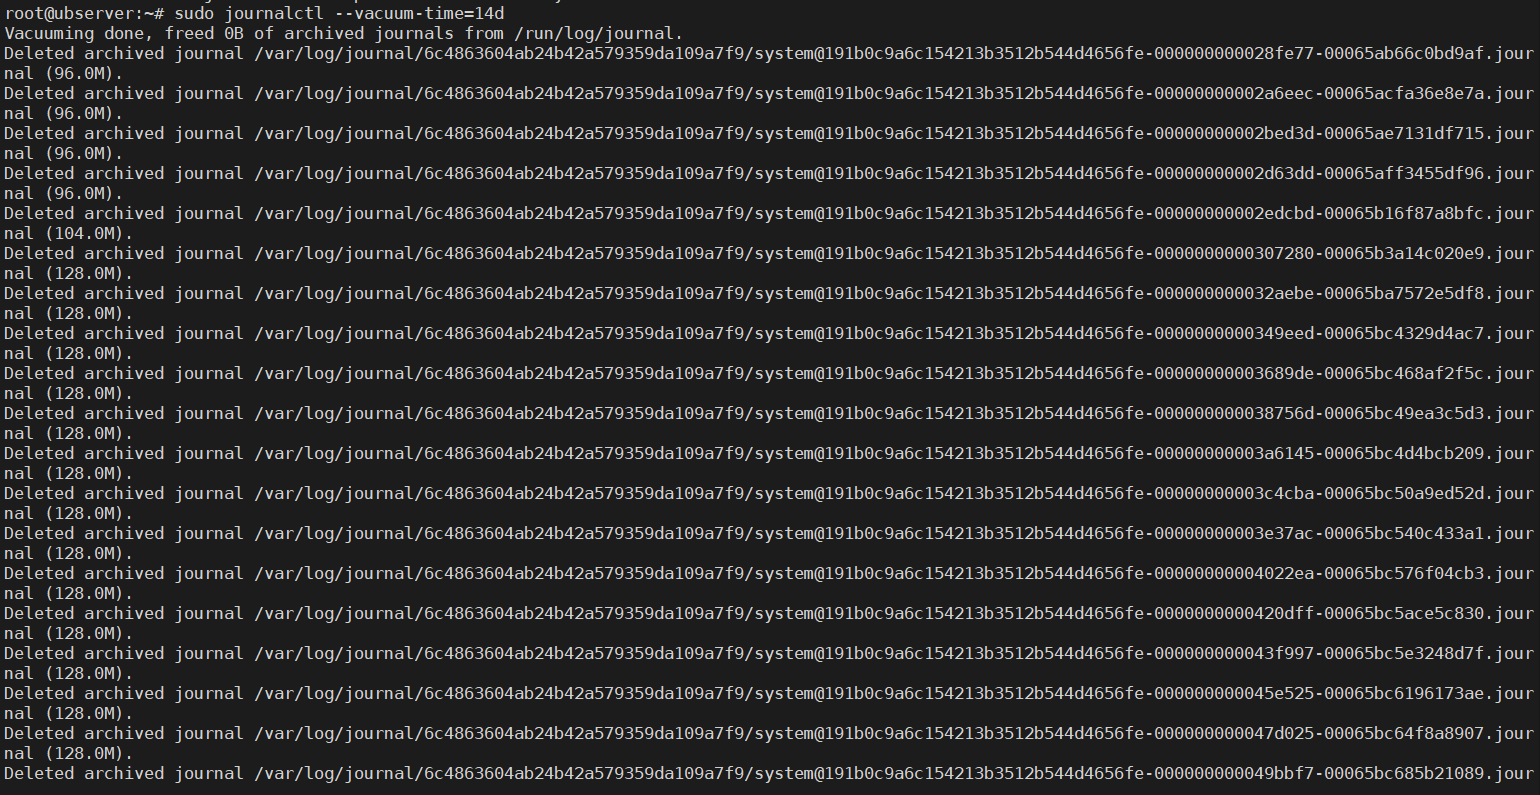 root@ubserver:~# sudo journalctl --vacuum-time=14d
Vacuuming done, freed 0B of archived journals from /run/log/journal.
Deleted archived journal /var/log/journal/6c4863604ab24b42a579359da109a7f9/system@191b0c9a6c154213b3512b544d4656fe-000000000028fe77-00065ab66c0bd9af.jour
nal (96.0M).
Deleted archived journal /var/log/journal/6c4863604ab24b42a579359da109a7f9/system@191b0c9a6c154213b3512b544d4656fe-00000000002a6eec-00065acfa36e8e7a.jour
nal (96.0M).
Deleted archived journal /var/log/journal/6c4863604ab24b42a579359da109a7f9/system@191b0c9a6c154213b3512b544d4656fe-00000000002bed3d-00065ae7131df715.jour
nal (96.0M).
Deleted archived journal /var/log/journal/6c4863604ab24b42a579359da109a7f9/system@191b0c9a6c154213b3512b544d4656fe-00000000002d63dd-00065aff3455df96.jour
nal (96.0M).
Deleted archived journal /var/log/journal/6c4863604ab24b42a579359da109a7f9/system@191b0c9a6c154213b3512b544d4656fe-00000000002edcbd-00065b16f87a8bfc.jour
nal (104.0M).
Deleted archived journal /var/log/journal/6c4863604ab24b42a579359da109a7f9/system@191b0c9a6c154213b3512b544d4656fe-0000000000307280-00065b3a14c020e9.jour
nal (128.0M).
Deleted archived journal /var/log/journal/6c4863604ab24b42a579359da109a7f9/system@191b0c9a6c154213b3512b544d4656fe-000000000032aebe-00065ba7572e5df8.jour
nal (128.0M).
Deleted archived journal /var/log/journal/6c4863604ab24b42a579359da109a7f9/system@191b0c9a6c154213b3512b544d4656fe-0000000000349eed-00065bc4329d4ac7.jour
nal (128.0M).
Deleted archived journal /var/log/journal/6c4863604ab24b42a579359da109a7f9/system@191b0c9a6c154213b3512b544d4656fe-00000000003689de-00065bc468af2f5c.jour
nal (128.0M).
Deleted archived journal /var/log/journal/6c4863604ab24b42a579359da109a7f9/system@191b0c9a6c154213b3512b544d4656fe-000000000038756d-00065bc49ea3c5d3.jour
nal (128.0M).
Deleted archived journal /var/log/journal/6c4863604ab24b42a579359da109a7f9/system@191b0c9a6c154213b3512b544d4656fe-00000000003a6145-00065bc4d4bcb209.jour
nal (128.0M).
Deleted archived journal /var/log/journal/6c4863604ab24b42a579359da109a7f9/system@191b0c9a6c154213b3512b544d4656fe-00000000003c4cba-00065bc50a9ed52d.jour
nal (128.0M).
Deleted archived journal /var/log/journal/6c4863604ab24b42a579359da109a7f9/system@191b0c9a6c154213b3512b544d4656fe-00000000003e37ac-00065bc540c433a1.jour
nal (128.0M).
Deleted archived journal /var/log/journal/6c4863604ab24b42a579359da109a7f9/system@191b0c9a6c154213b3512b544d4656fe-00000000004022ea-00065bc576f04cb3.jour
nal (128.0M).
Deleted archived journal /var/log/journal/6c4863604ab24b42a579359da109a7f9/system@191b0c9a6c154213b3512b544d4656fe-0000000000420dff-00065bc5ace5c830.jour
nal (128.0M).
Deleted archived journal /var/log/journal/6c4863604ab24b42a579359da109a7f9/system@191b0c9a6c154213b3512b544d4656fe-000000000043f997-00065bc5e3248d7f.jour
nal (128.0M).
Deleted archived journal /var/log/journal/6c4863604ab24b42a579359da109a7f9/system@191b0c9a6c154213b3512b544d4656fe-000000000045e525-00065bc6196173ae.jour
nal (128.0M).
Deleted archived journal /var/log/journal/6c4863604ab24b42a579359da109a7f9/system@191b0c9a6c154213b3512b544d4656fe-000000000047d025-00065bc64f8a8907.jour
nal (128.0M).
Deleted archived journal /var/log/journal/6c4863604ab24b42a579359da109a7f9/system@191b0c9a6c154213b3512b544d4656fe-000000000049bbf7-00065bc685b21089.jour